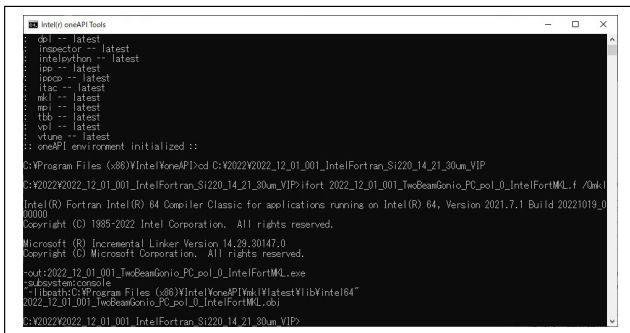 Intel(r) oneAPI Tools
: dpl -- latest
: inspector -- latest
: intelpython -- latest
: ipp -- latest
: ippcp -- latest
: itac -- latest
: mkl -- latest
: mpi -- latest
: tbb -- latest
: vpl -- latest
: vtune -- latest
:: oneAPI environment initialized ::
C:¥Program Files (x86)¥Intel¥oneAPI>cd C:¥2022¥2022_12_01_001_IntelFortran_Si220_14_21_30um_VIP
C:¥2022¥2022_12_01_001_IntelFortran_Si220_14_21_30um_VIP>ifort 2022_12_01_001_TwoBeamGonio_PC_pol_0_IntelFortMKL.f /Qmkl
Intel(R) Fortran Intel(R) 64 Compiler Classic for applications running on Intel(R) 64, Version 2021.7.1 Build 20221019_0
00000
Copyright (C) 1985-2022 Intel Corporation.  All rights reserved.
Microsoft (R) Incremental Linker Version 14.29.30147.0
Copyright (C) Microsoft Corporation.  All rights reserved.
-out:2022_12_01_001_TwoBeamGonio_PC_pol_0_IntelFortMKL.exe
-subsystem:console
"-libpath:C:¥Program Files (x86)¥Intel¥oneAPI¥mkl¥latest¥lib¥intel64"
2022_12_01_001_TwoBeamGonio_PC_pol_0_IntelFortMKL.obj
C:¥2022¥2022_12_01_001_IntelFortran_Si220_14_21_30um_VIP>